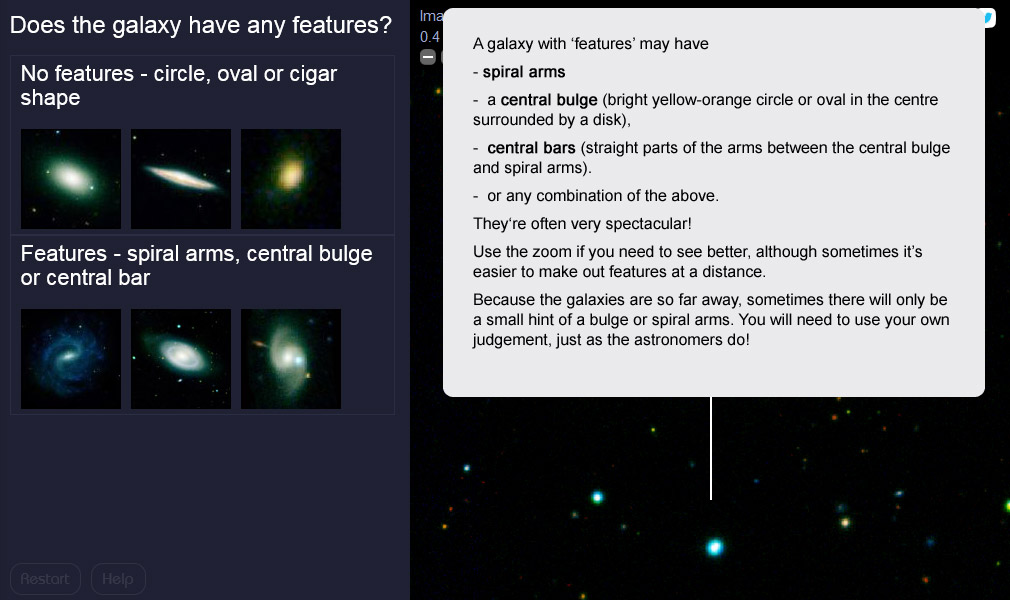 Does the galaxy have any features?
No features - circle, oval or cigar
shape
Features - spiral arms, central bulge
or central bar
Restart
Help
Ima
0.4
A galaxy with ‘features’ may have
- spiral arms
- a central bulge (bright yellow-orange circle or oval in the centre
surrounded by a disk),
- central bars (straight parts of the arms between the central bulge
and spiral arms).
- or any combination of the above.
They‘re often very spectacular!
Use the zoom if you need to see better, although sometimes it’s
easier to make out features at a distance.
Because the galaxies are so far away, sometimes there will only be
a small hint of a bulge or spiral arms. You will need to use your own
judgement, just as the astronomers do!